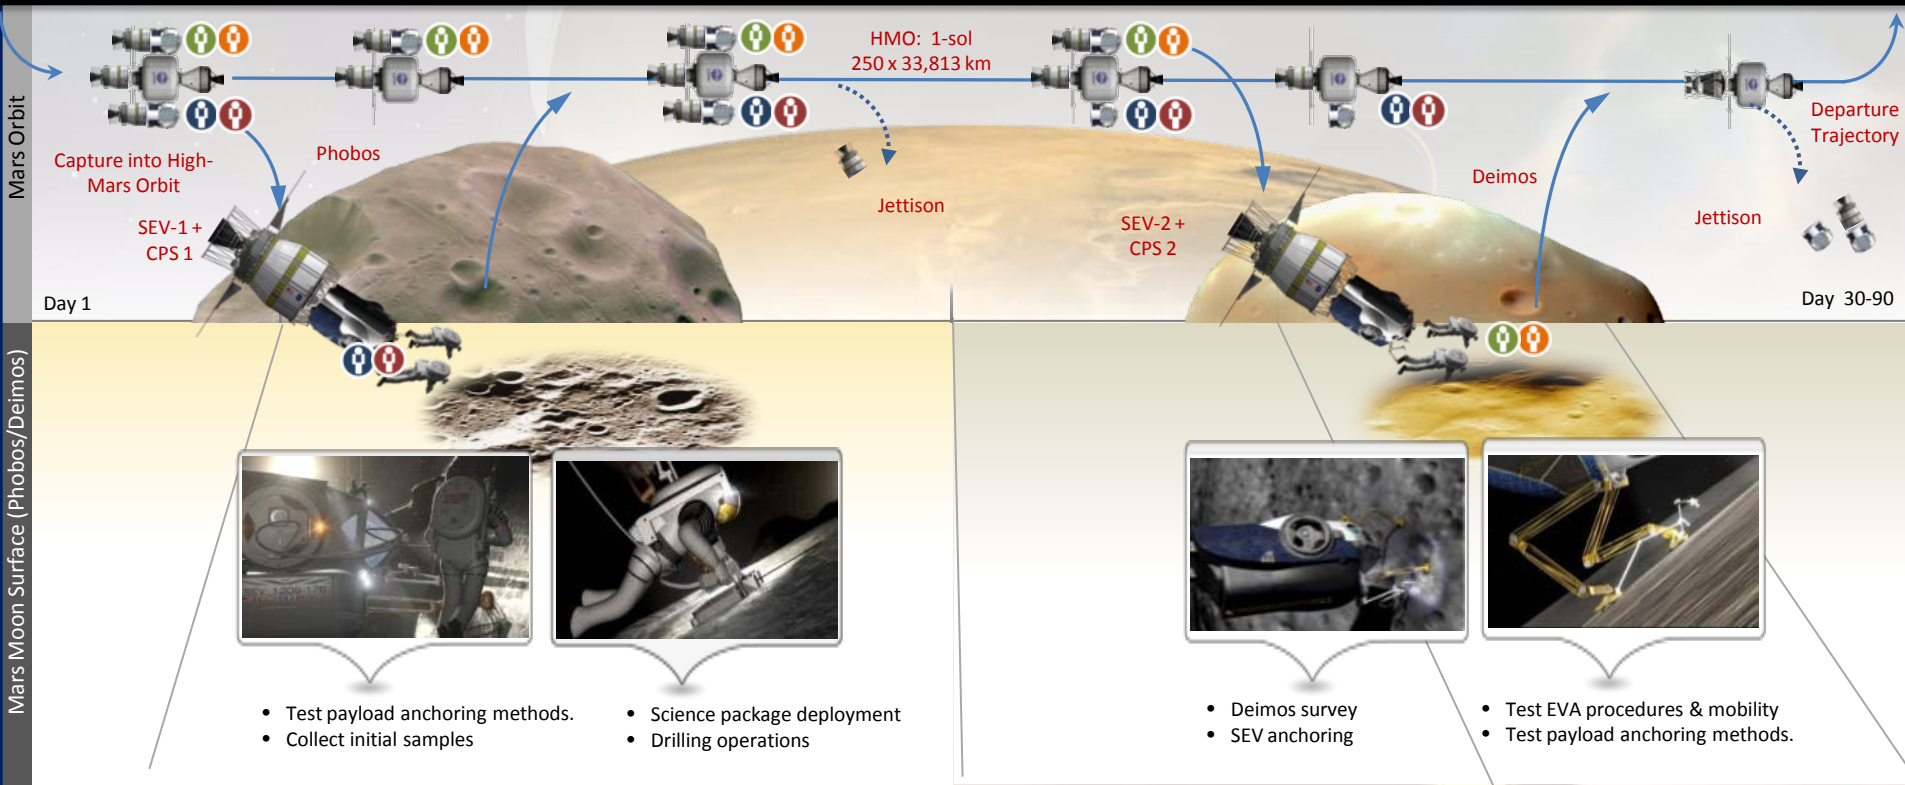 Mars Orbit
HMO: 1-sol
250 x 33,813 km
Capture into High-
Mars Orbit
Phobos
SEV-1 +
CPS 1
Jettison
SEV-2 +
CPS 2
Deimos
Departure
Trajectory
Jettison
Day 1
Day 30-90
Mars Moon Surface (Phobos/Deimos)
• Test payload anchoring methods.
• Collect initial samples
• Science package deployment
• Drilling operations
• Deimos survey
• SEV anchoring
• Test EVA procedures & mobility
• Test payload anchoring methods.